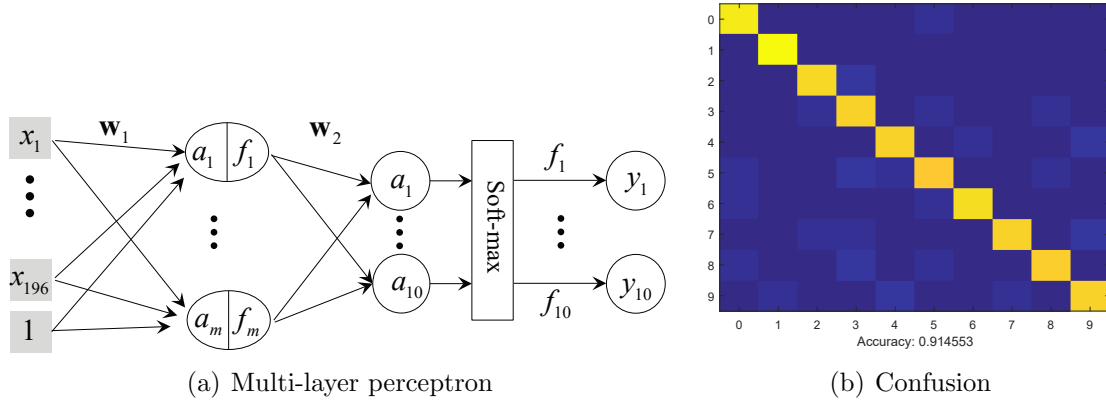 x₁
x₁₉₆
1
w₁
a₁ f₁
aₘ fₘ
w₂
a₁
a₁₀
Soft-max
f₁
f₁₀
y₁
y₁₀
(a) Multi-layer perceptron
0
1
2
3
4
5
6
7
8
9
0 1 2 3 4 5 6 7 8 9
Accuracy: 0.914553
(b) Confusion